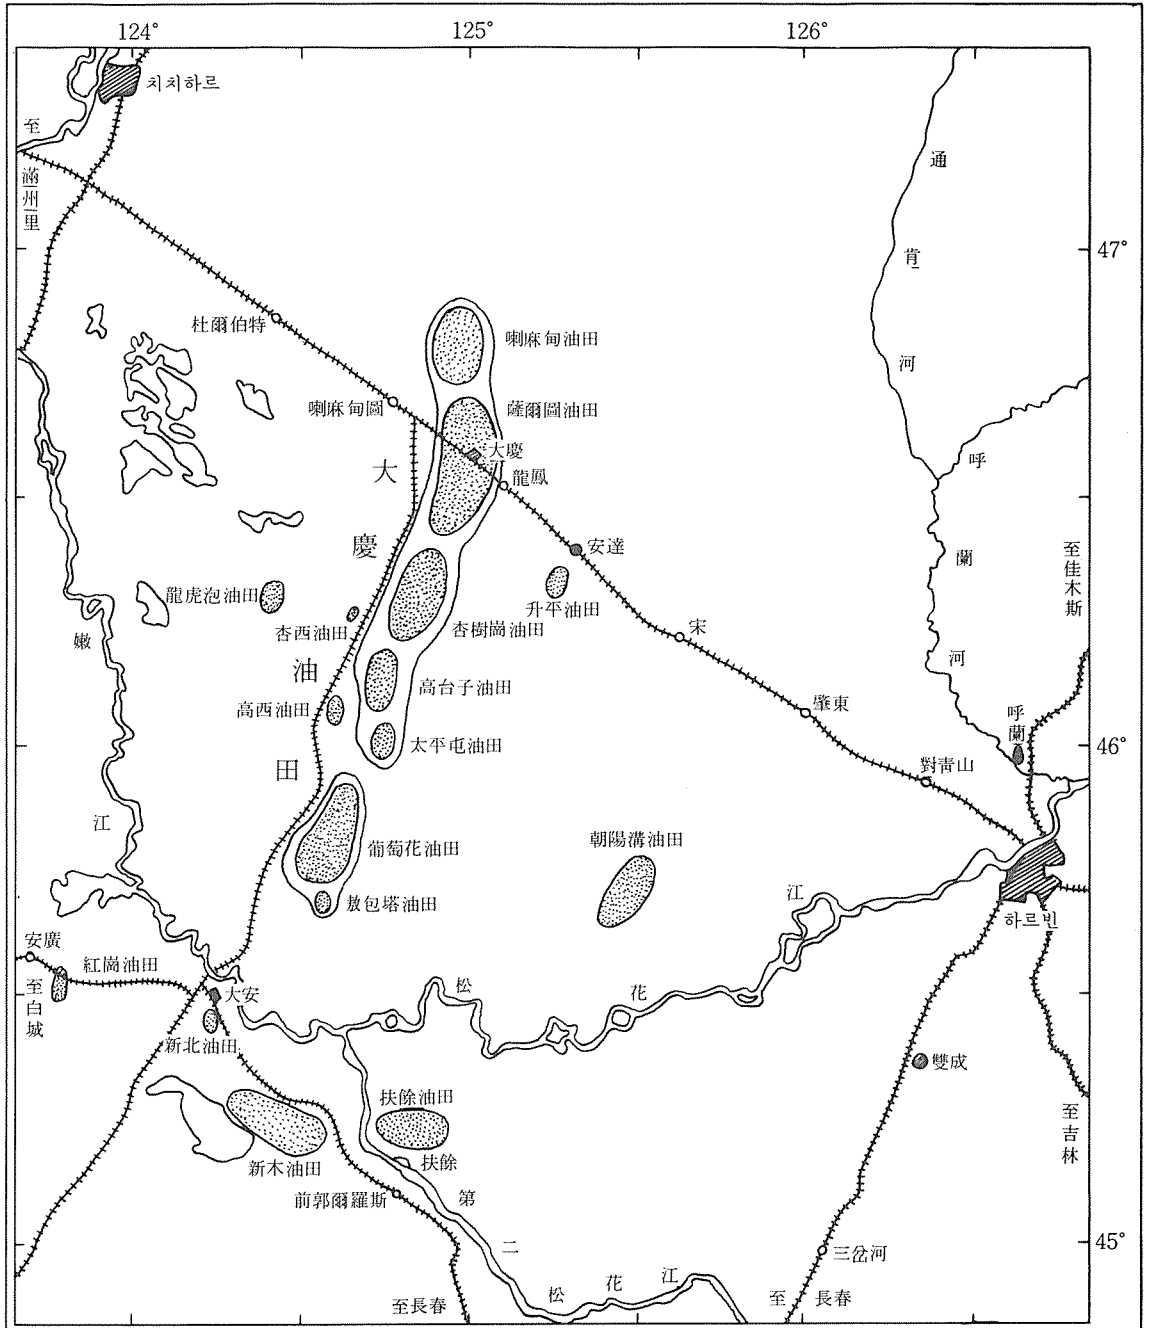 124°
125°
126°
치치하르
至
滿州里
通
肯
河
47°
杜爾伯特
喇麻甸油田
喇麻甸圖
薩爾圖油田
大慶
龍鳳
大
慶
油
田
安達
呼
蘭
河
至佳木斯
龍虎泡油田
杏西油田
升平油田
杏樹崗油田
嫩
江
宋
高台子油田
高西油田
肇東
呼蘭
太平屯油田
46°
對靑山
葡萄花油田
朝陽溝油田
敖包塔油田
江
하르빈
安廣
紅崗油田
至白城
大安
松
花
新北油田
雙成
扶餘油田
至吉林
新木油田
扶餘
前郭爾羅斯
第
二
松
花
江
45°
三岔河
至長春
至 長春